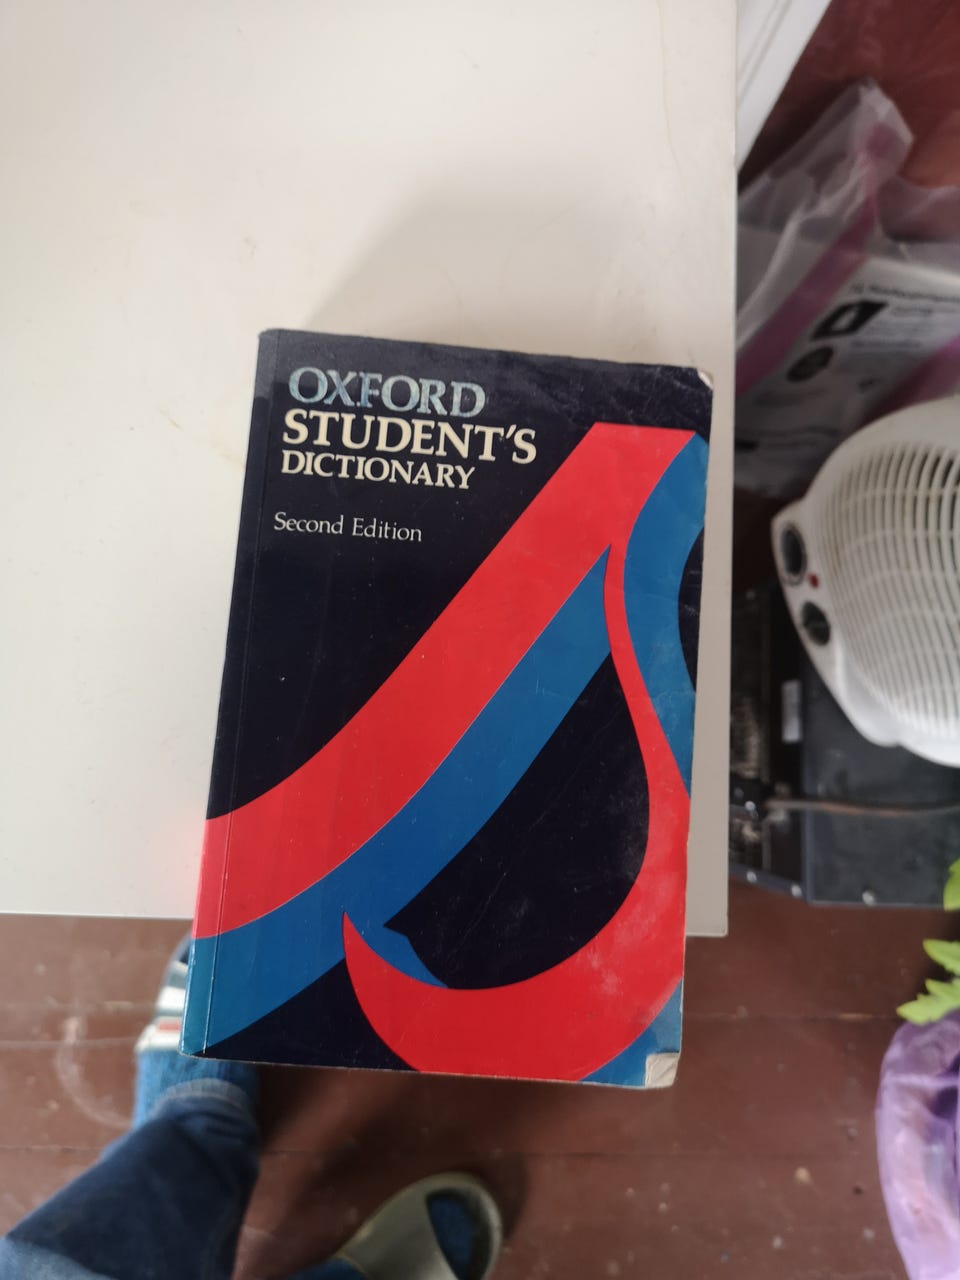 OXFORD
STUDENT'S
DICTIONARY
Second Edition